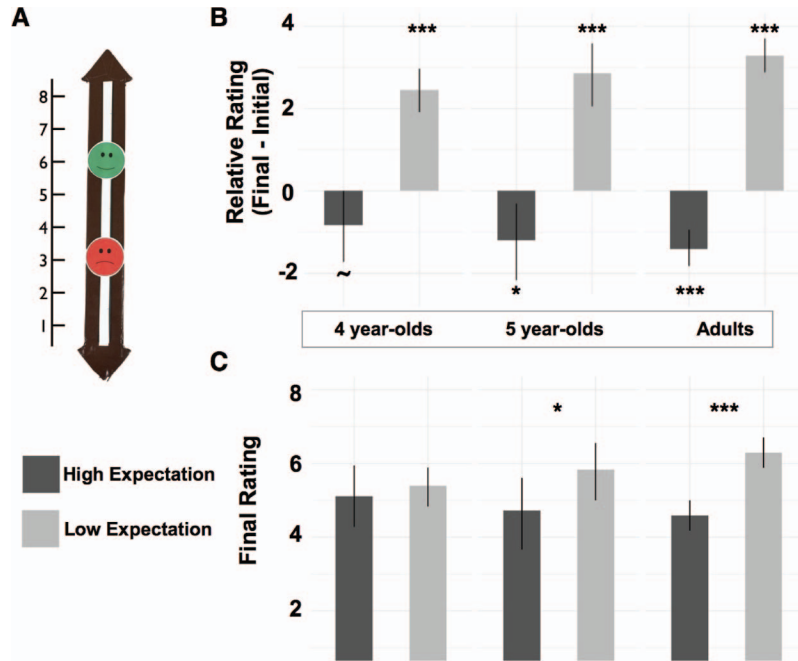 A
8
7
6
5
4
3
2
1
B
Relative Rating
(Final - Initial)
4
2
0
-2
***
***
***
~
*
***
4 year-olds
5 year-olds
Adults
C
High Expectation
Low Expectation
Final Rating
8
6
4
2
*
***